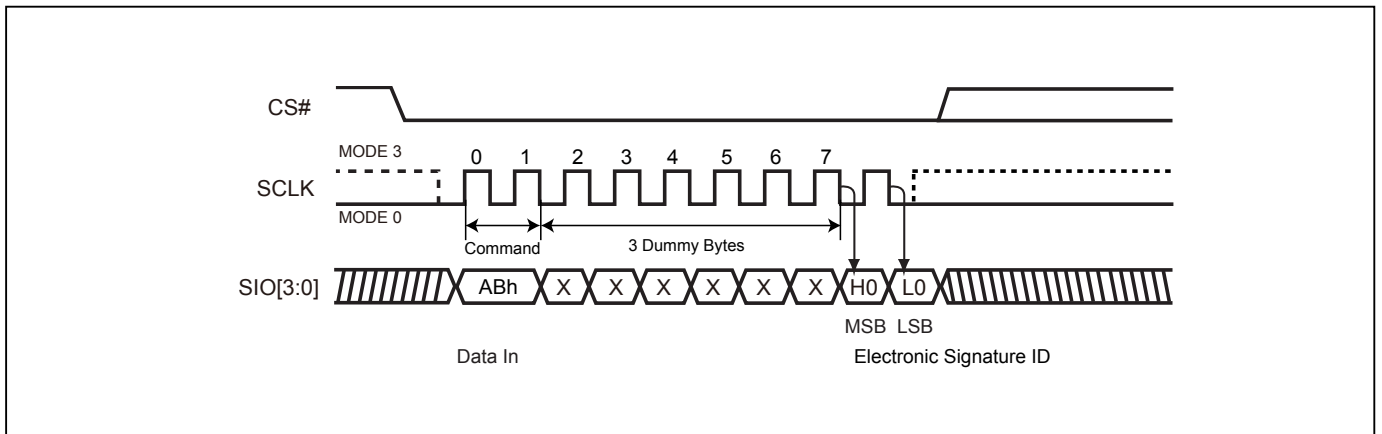 CS#
MODE 3
0 1 2 3 4 5 6 7
SCLK
MODE 0
Command
3 Dummy Bytes
SIO[3:0]
ABh X X X X X X H0 L0
MSB LSB
Data In
Electronic Signature ID